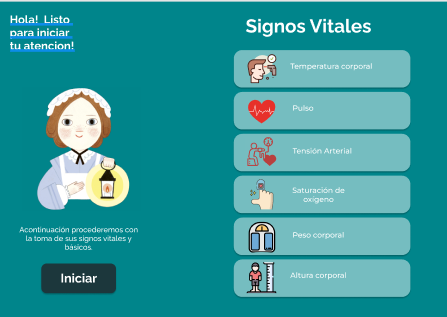 Hola! Listo
para iniciar
tu atencion!
Acontinuación procederemos con
la toma de sus signos vitales y
básicos.
Iniciar
Signos Vitales
Temperatura corporal
Pulso
Tensión Arterial
Saturación de
oxigeno
Peso corporal
Altura corporal